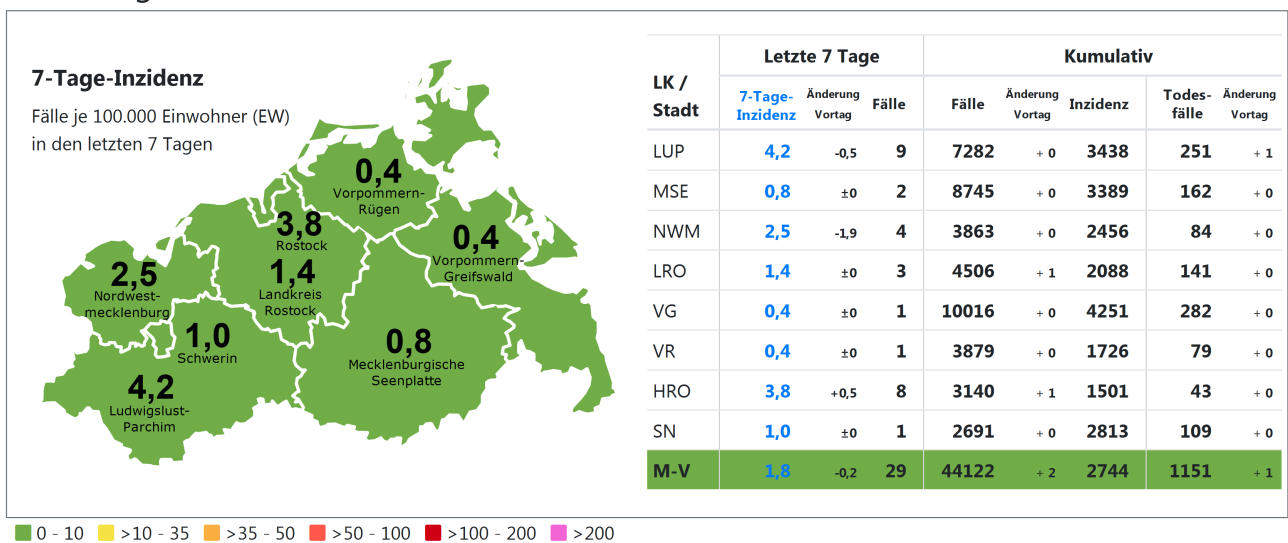 7-Tage-Inzidenz
Fälle je 100.000 Einwohner (EW)
in den letzten 7 Tagen
0,4
Vorpommern-
Rügen
3,8
Rostock
0,4
Vorpommern-
Greifswald
1,4
Landkreis
Rostock
2,5
Nordwest-
mecklenburg
1,0
Schwerin
0,8
Mecklenburgische
Seenplatte
4,2
Ludwigslust-
Parchim
Letzte 7 Tage Kumulativ
LK /
Stadt
7-Tage-
Inzidenz
Änderung
Vortag
Fälle
Fälle
Änderung
Vortag
Inzidenz
Todes-
fälle
Änderung
Vortag
LUP 4,2 -0,5 9 7282 + 0 3438 251 + 1
MSE 0,8 ±0 2 8745 + 0 3389 162 + 0
NWM 2,5 -1,9 4 3863 + 0 2456 84 + 0
LRO 1,4 ±0 3 4506 + 1 2088 141 + 0
VG 0,4 ±0 1 10016 + 0 4251 282 + 0
VR 0,4 ±0 1 3879 + 0 1726 79 + 0
HRO 3,8 +0,5 8 3140 + 1 1501 43 + 0
SN 1,0 ±0 1 2691 + 0 2813 109 + 0
M-V 1,8 -0,2 29 44122 + 2 2744 1151 + 1
0 - 10 >10 - 35 >35 - 50 >50 - 100 >100 - 200 >200